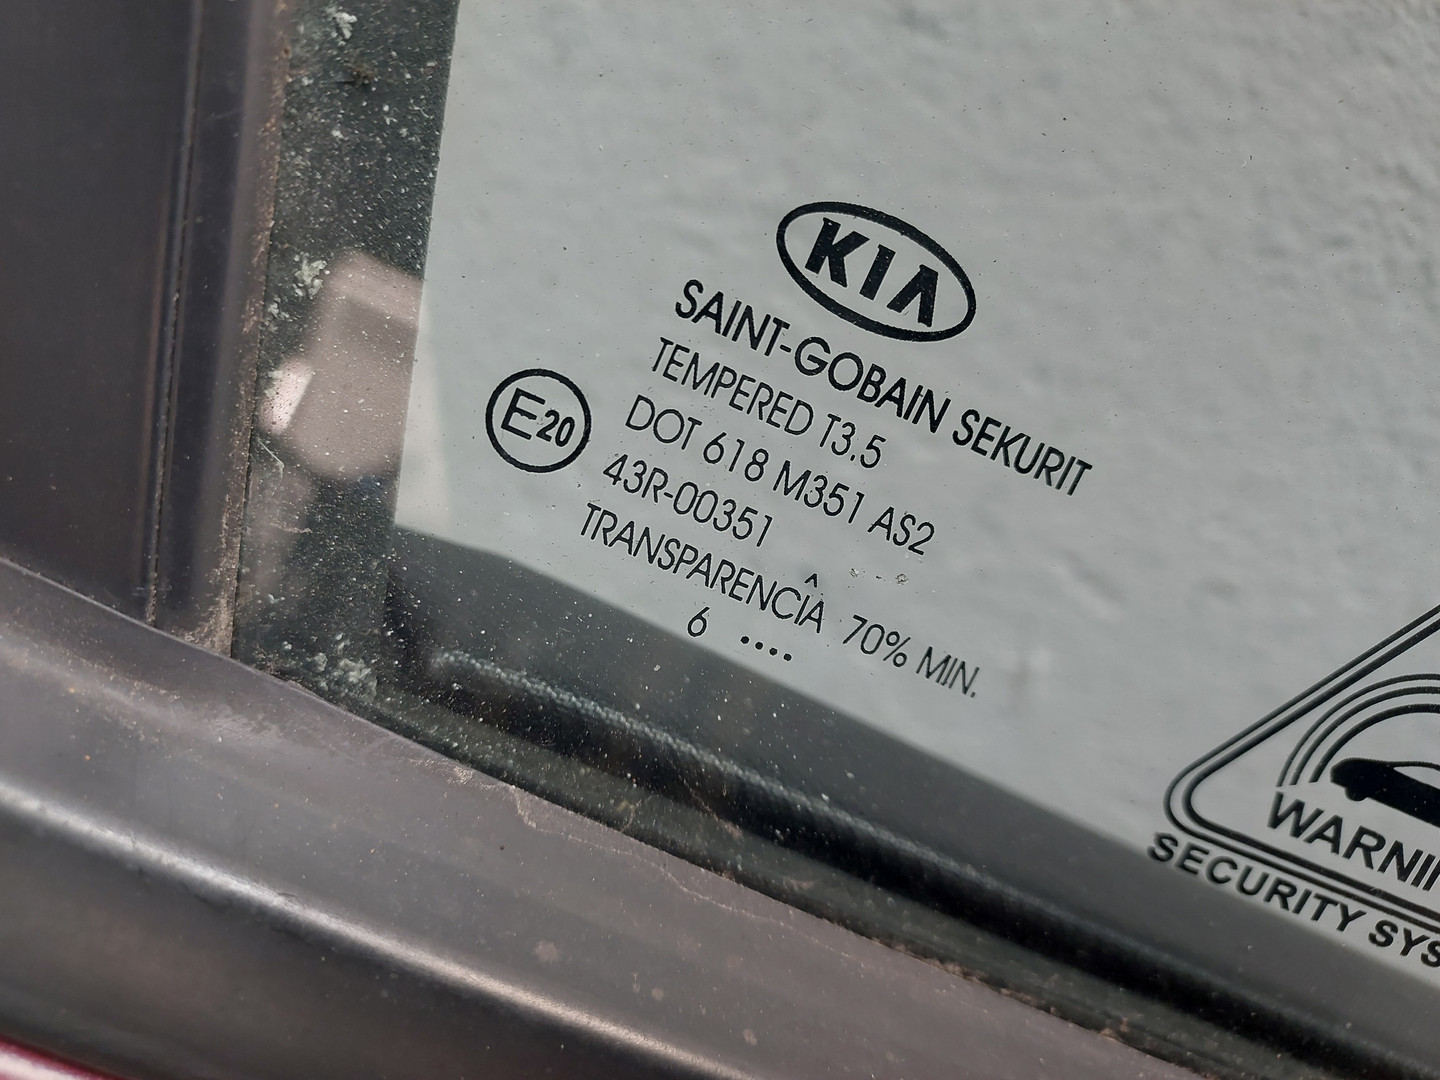 KIA
SAINT-GOBAIN SEKURIT
TEMPERED T3.5
E20
DOT 618 M351 AS2
43R-00351
TRANSPARENCIÂ 70% MIN.
6 ....
WARNI
SECURITY SYS